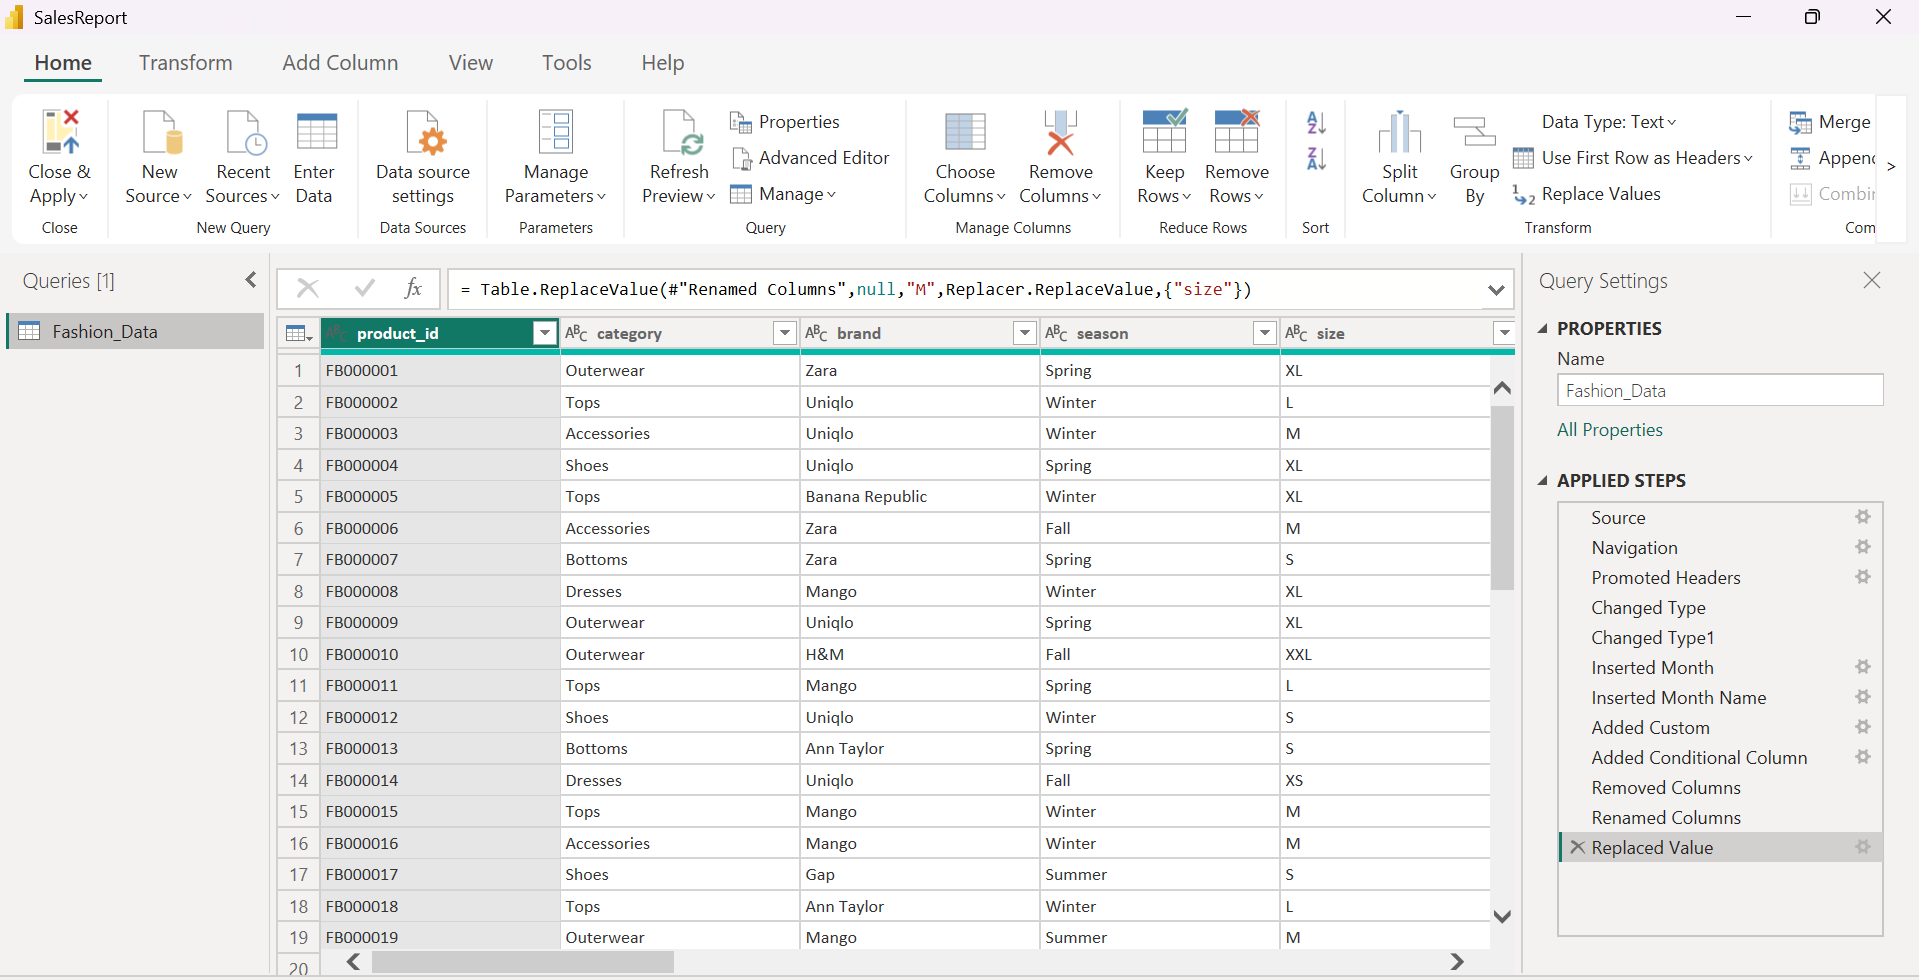 SalesReport
Home Transform Add Column View Tools Help
Close & Apply
Close
New Source
Recent Sources
Enter Data
New Query
Data source settings
Data Sources
Manage Parameters
Parameters
Refresh Preview
Properties
Advanced Editor
Manage
Query
Choose Columns
Remove Columns
Manage Columns
Keep Rows
Remove Rows
Reduce Rows
Sort
Split Column
Group By
Data Type: Text
Use First Row as Headers
Replace Values
Transform
Merge
Appenc
Combin
Com
Queries [1]
Fashion_Data
fx = Table.ReplaceValue(#"Renamed Columns",null,"M",Replacer.ReplaceValue,{"size"})
ABC product_id ABC category ABC brand ABC season ABC size
1 FB000001 Outerwear Zara Spring XL
2 FB000002 Tops Uniqlo Winter L
3 FB000003 Accessories Uniqlo Winter M
4 FB000004 Shoes Uniqlo Spring XL
5 FB000005 Tops Banana Republic Winter XL
6 FB000006 Accessories Zara Fall M
7 FB000007 Bottoms Zara Spring S
8 FB000008 Dresses Mango Winter XL
9 FB000009 Outerwear Uniqlo Spring XL
10 FB000010 Outerwear H&M Fall XXL
11 FB000011 Tops Mango Spring L
12 FB000012 Shoes Uniqlo Winter S
13 FB000013 Bottoms Ann Taylor Spring S
14 FB000014 Dresses Uniqlo Fall XS
15 FB000015 Tops Mango Winter M
16 FB000016 Accessories Mango Winter M
17 FB000017 Shoes Gap Summer S
18 FB000018 Tops Ann Taylor Winter L
19 FB000019 Outerwear Mango Summer M
20
Query Settings
PROPERTIES
Name
Fashion_Data
All Properties
APPLIED STEPS
Source
Navigation
Promoted Headers
Changed Type
Changed Type1
Inserted Month
Inserted Month Name
Added Custom
Added Conditional Column
Removed Columns
Renamed Columns
Replaced Value